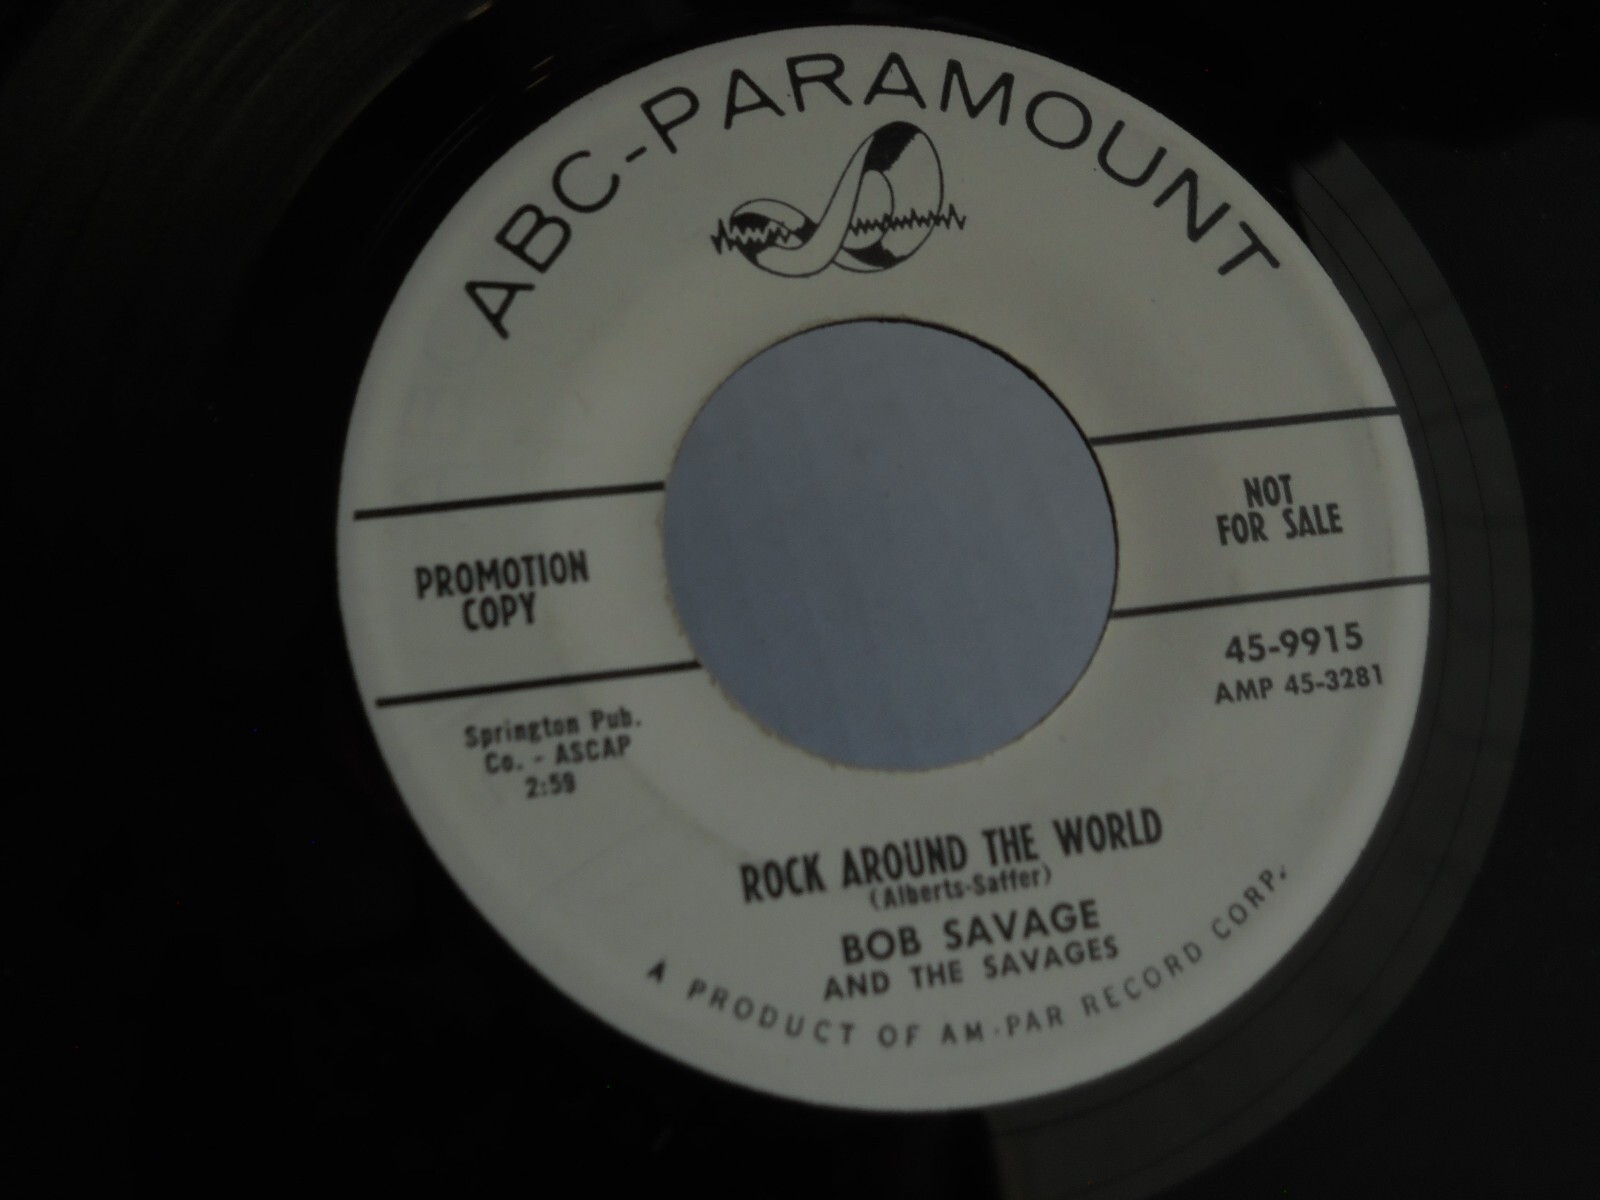 ABC-PARAMOUNT
PROMOTION
COPY
NOT
FOR SALE
45-9915
AMP 45-3281
Springton Pub.
Co. - ASCAP
2:59
ROCK AROUND THE WORLD
(Alberts-Saffer)
BOB SAVAGE
AND THE SAVAGES
A PRODUCT OF AM-PAR RECORD CORP.